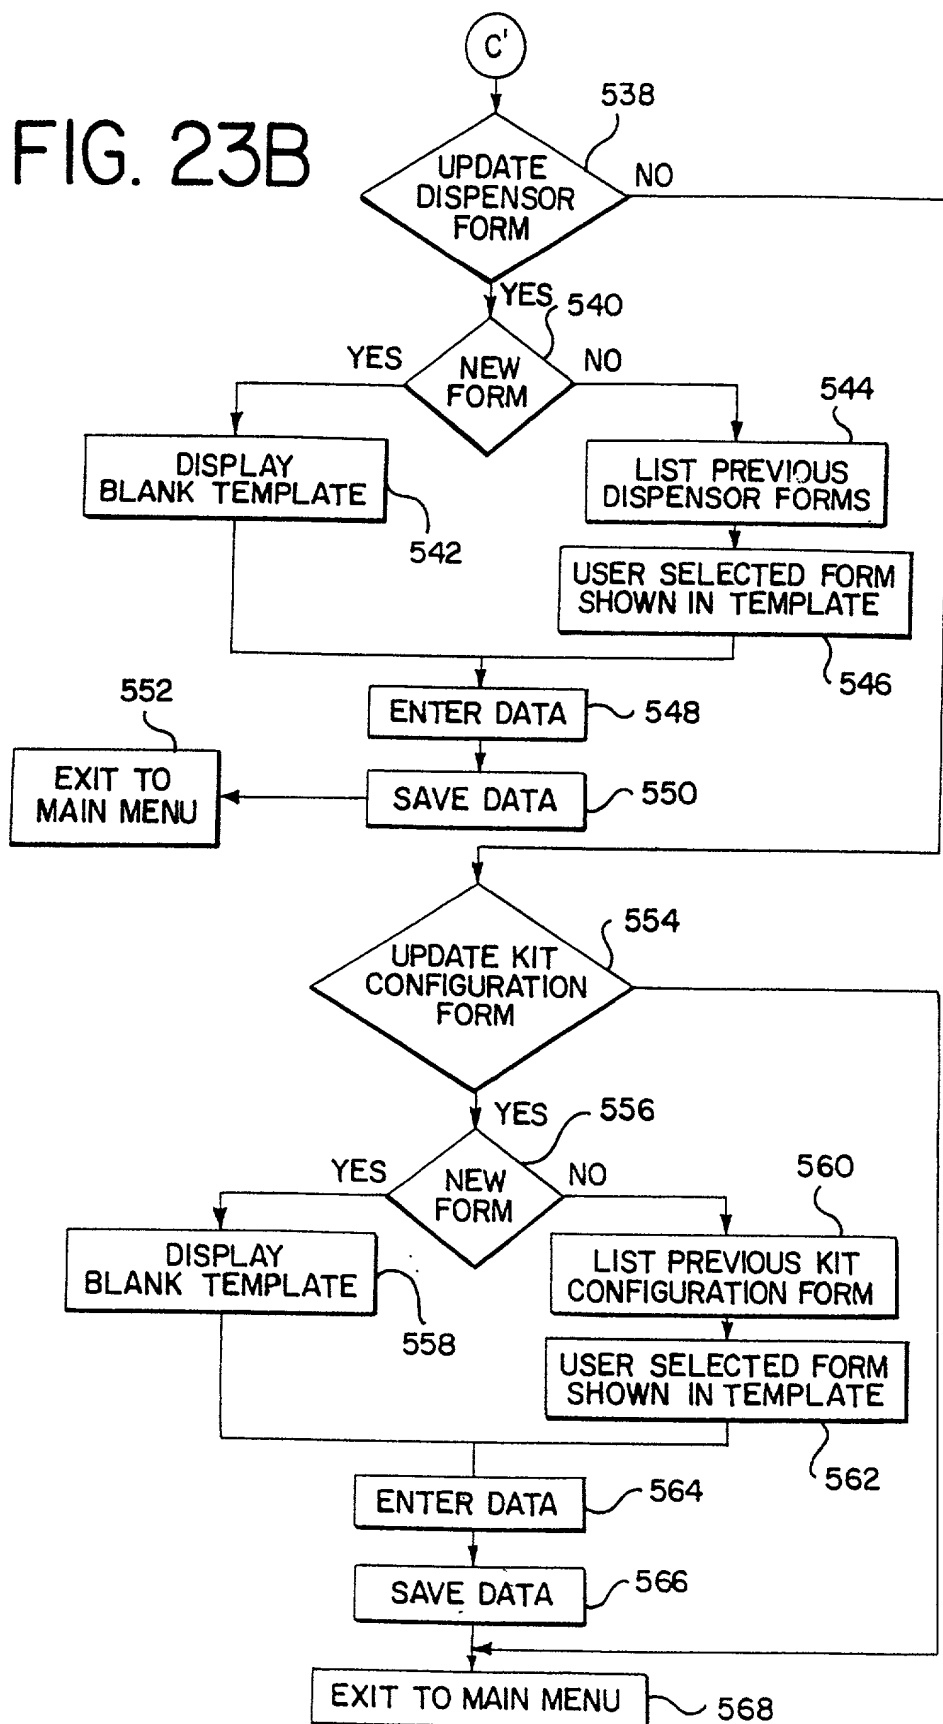 C'
FIG. 23B
538
UPDATE
DISPENSOR
FORM
NO
YES
540
YES
NEW
FORM
NO
544
DISPLAY
BLANK TEMPLATE
542
LIST PREVIOUS
DISPENSOR FORMS
USER SELECTED FORM
SHOWN IN TEMPLATE
546
552
ENTER DATA
548
EXIT TO
MAIN MENU
SAVE DATA
550
554
UPDATE KIT
CONFIGURATION
FORM
YES
556
YES
NEW
FORM
NO
560
DISPLAY
BLANK TEMPLATE
558
LIST PREVIOUS KIT
CONFIGURATION FORM
USER SELECTED FORM
SHOWN IN TEMPLATE
562
ENTER DATA
564
SAVE DATA
566
EXIT TO MAIN MENU
568